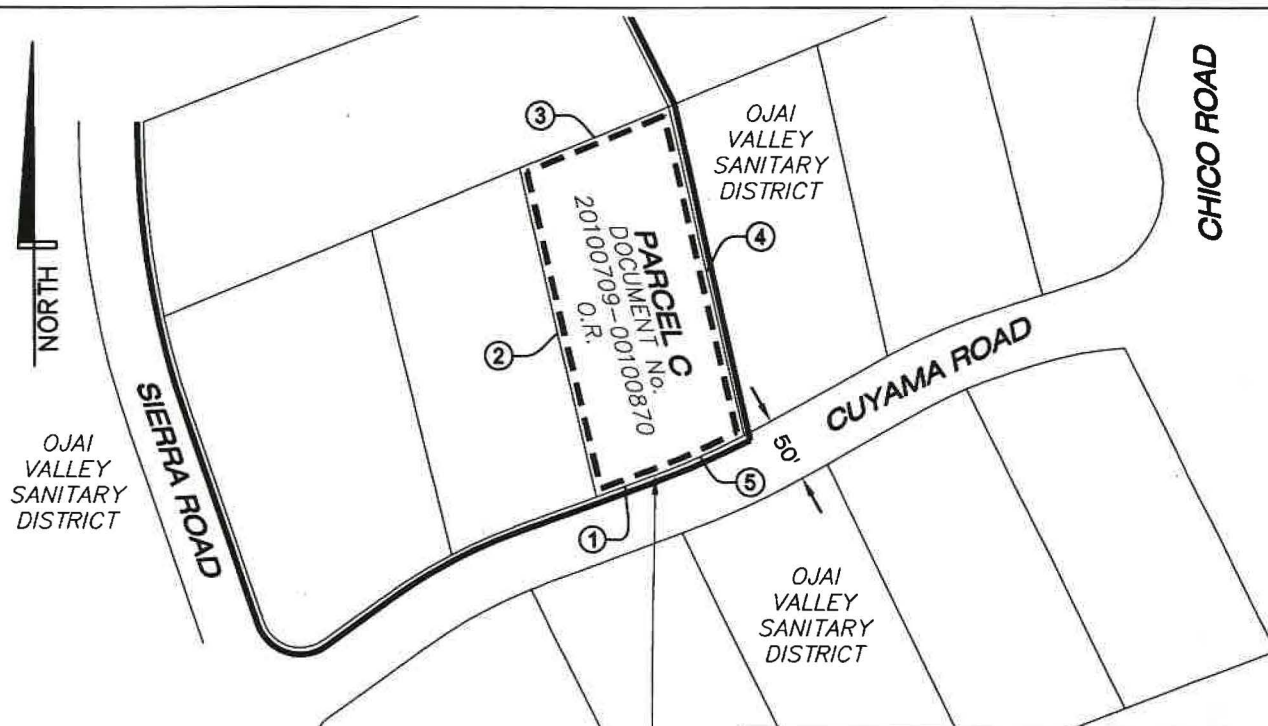 CHICO ROAD
OJAI
VALLEY
SANITARY
DISTRICT
3
4
NORTH
PARCEL C
DOCUMENT No.
20100709-00100870
O.R.
2
CUYAMA ROAD
SIERRA ROAD
50'
OJAI
VALLEY
SANITARY
DISTRICT
5
1
OJAI
VALLEY
SANITARY
DISTRICT